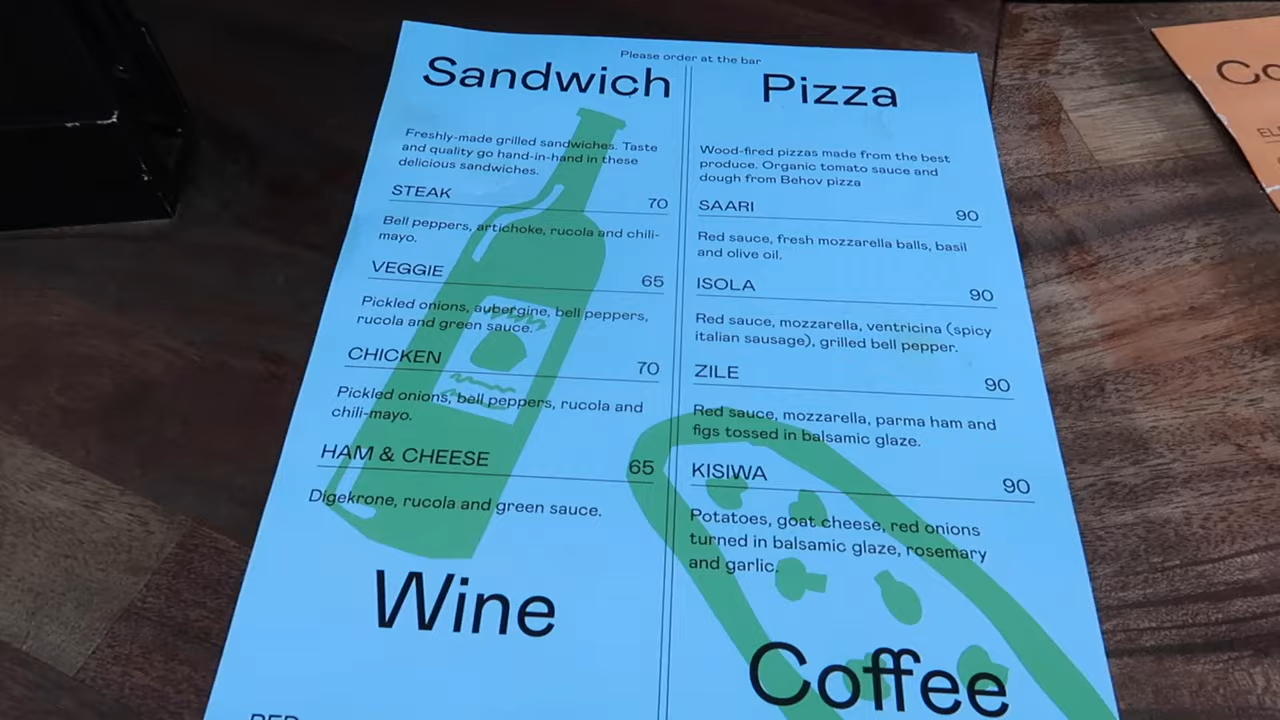 Please order at the bar
Sandwich
Freshly-made grilled sandwiches. Taste
and quality go hand-in-hand in these
delicious sandwiches.
STEAK 70
Bell peppers, artichoke, rucola and chili-
mayo.
VEGGIE 65
Pickled onions, aubergine, bell peppers,
rucola and green sauce.
CHICKEN 70
Pickled onions, bell peppers, rucola and
chili-mayo.
HAM & CHEESE 65
Digekrone, rucola and green sauce.
Wine
RED
Pizza
Wood-fired pizzas made from the best
produce. Organic tomato sauce and
dough from Behov pizza
SAARI 90
Red sauce, fresh mozzarella balls, basil
and olive oil.
ISOLA 90
Red sauce, mozzarella, ventricina (spicy
italian sausage), grilled bell pepper.
ZILE 90
Red sauce, mozzarella, parma ham and
figs tossed in balsamic glaze.
KISIWA 90
Potatoes, goat cheese, red onions
turned in balsamic glaze, rosemary
and garlic.
Coffee